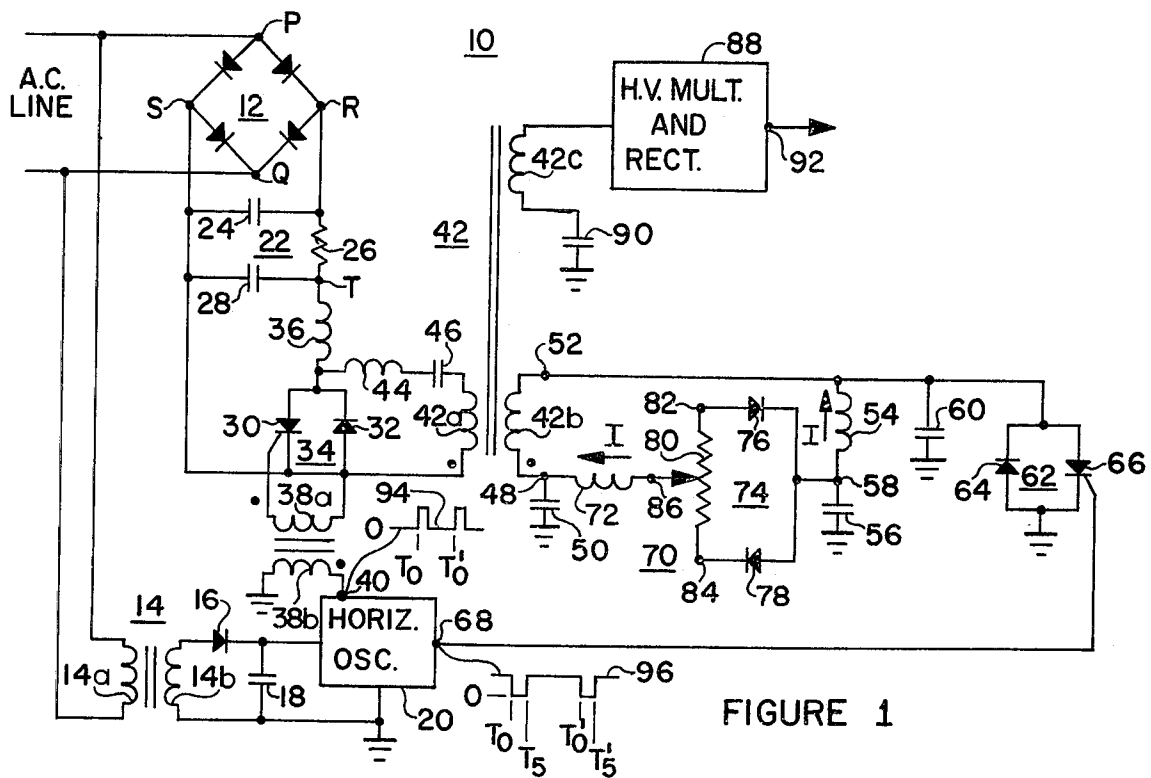 P
10
88
A.C.
LINE
S
12
R
H.V. MULT.
AND
RECT.
42c
92
Q
24
22
26
42
90
28
T
36
46
52
44
30
32
42a
42b
82
76
I
54
60
34
80
I
74
58
64
62
66
38a
94
48
72
86
0
50
56
T0
T0'
70
84
78
38b
40
14
16
HORIZ.
OSC.
68
14a
14b
18
20
0
96
T0
T5
T0'
T5'
FIGURE 1